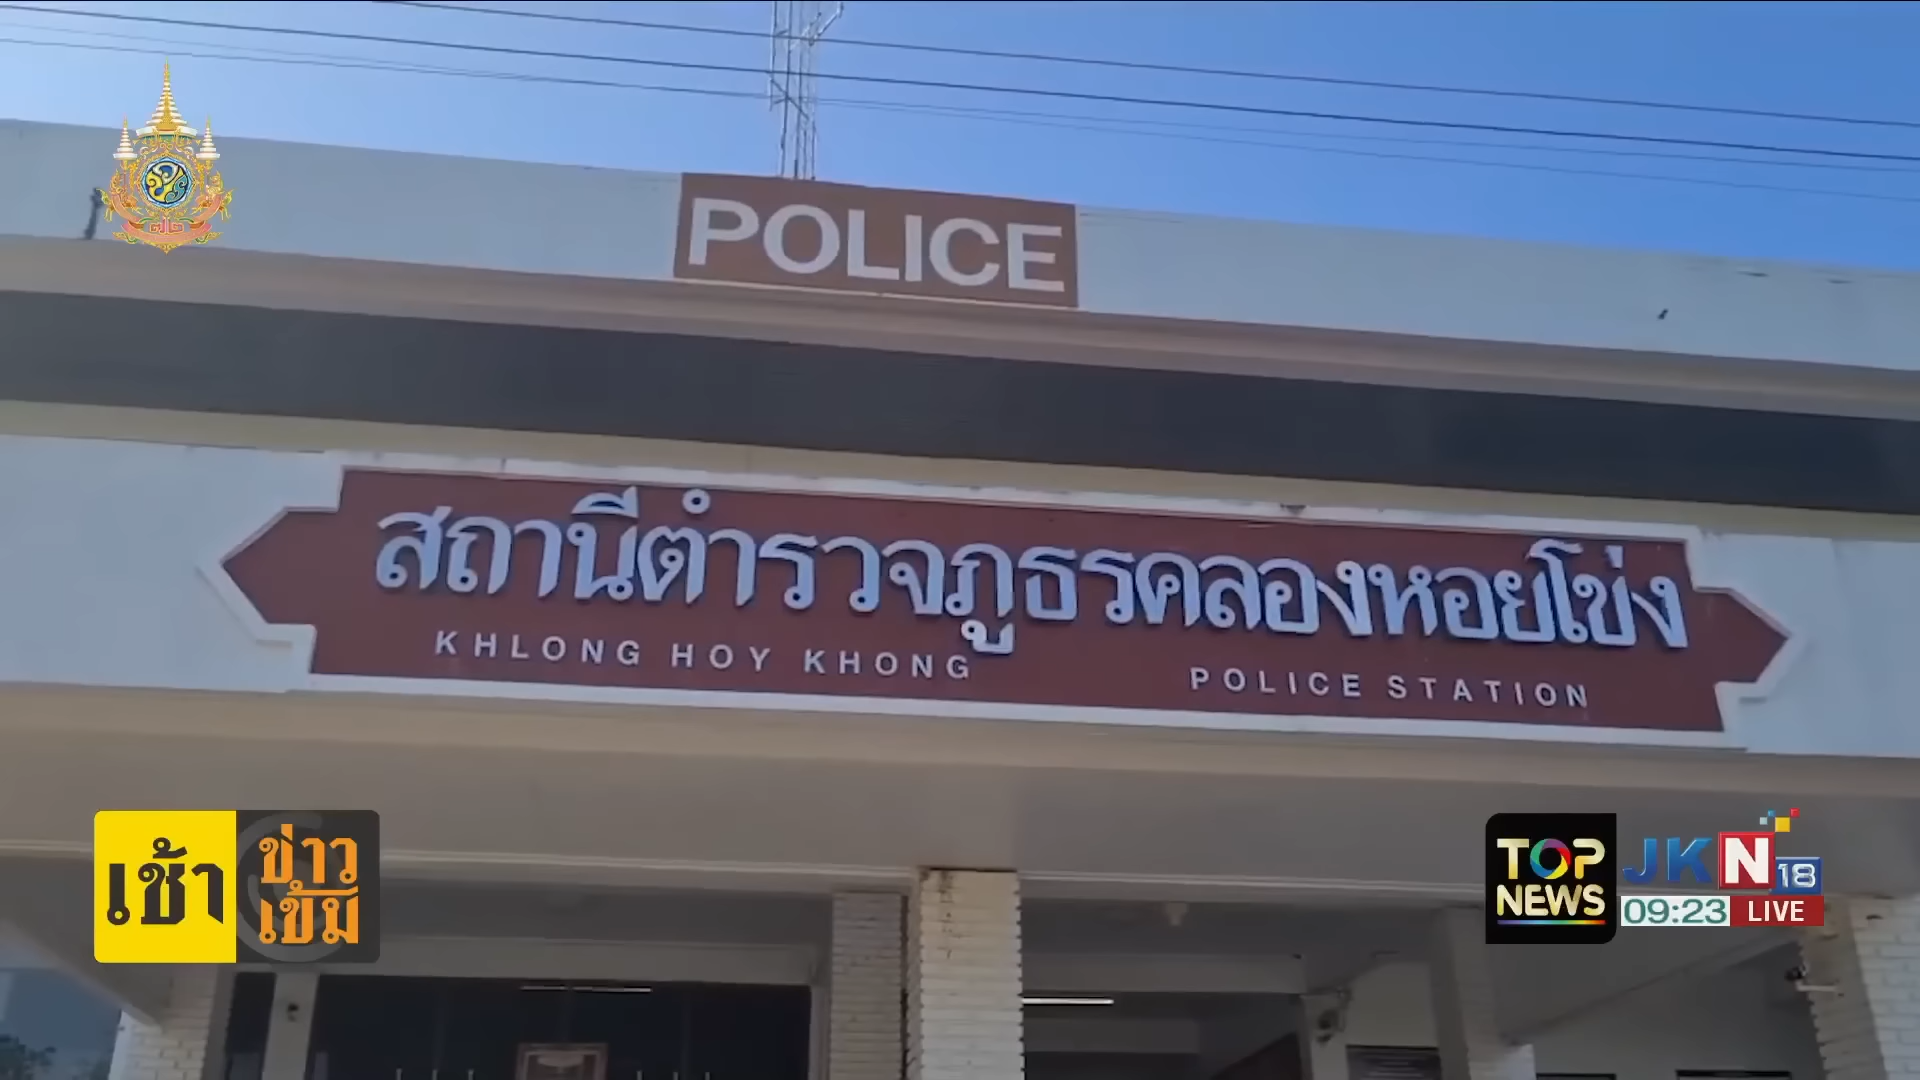 POLICE
สถานีตำรวจภูธรคลองหอยโข่ง
KHLONG HOY KHONG POLICE STATION
เช้า
ข่าว
เข้ม
TOP
NEWS
JKN18
09:23 LIVE